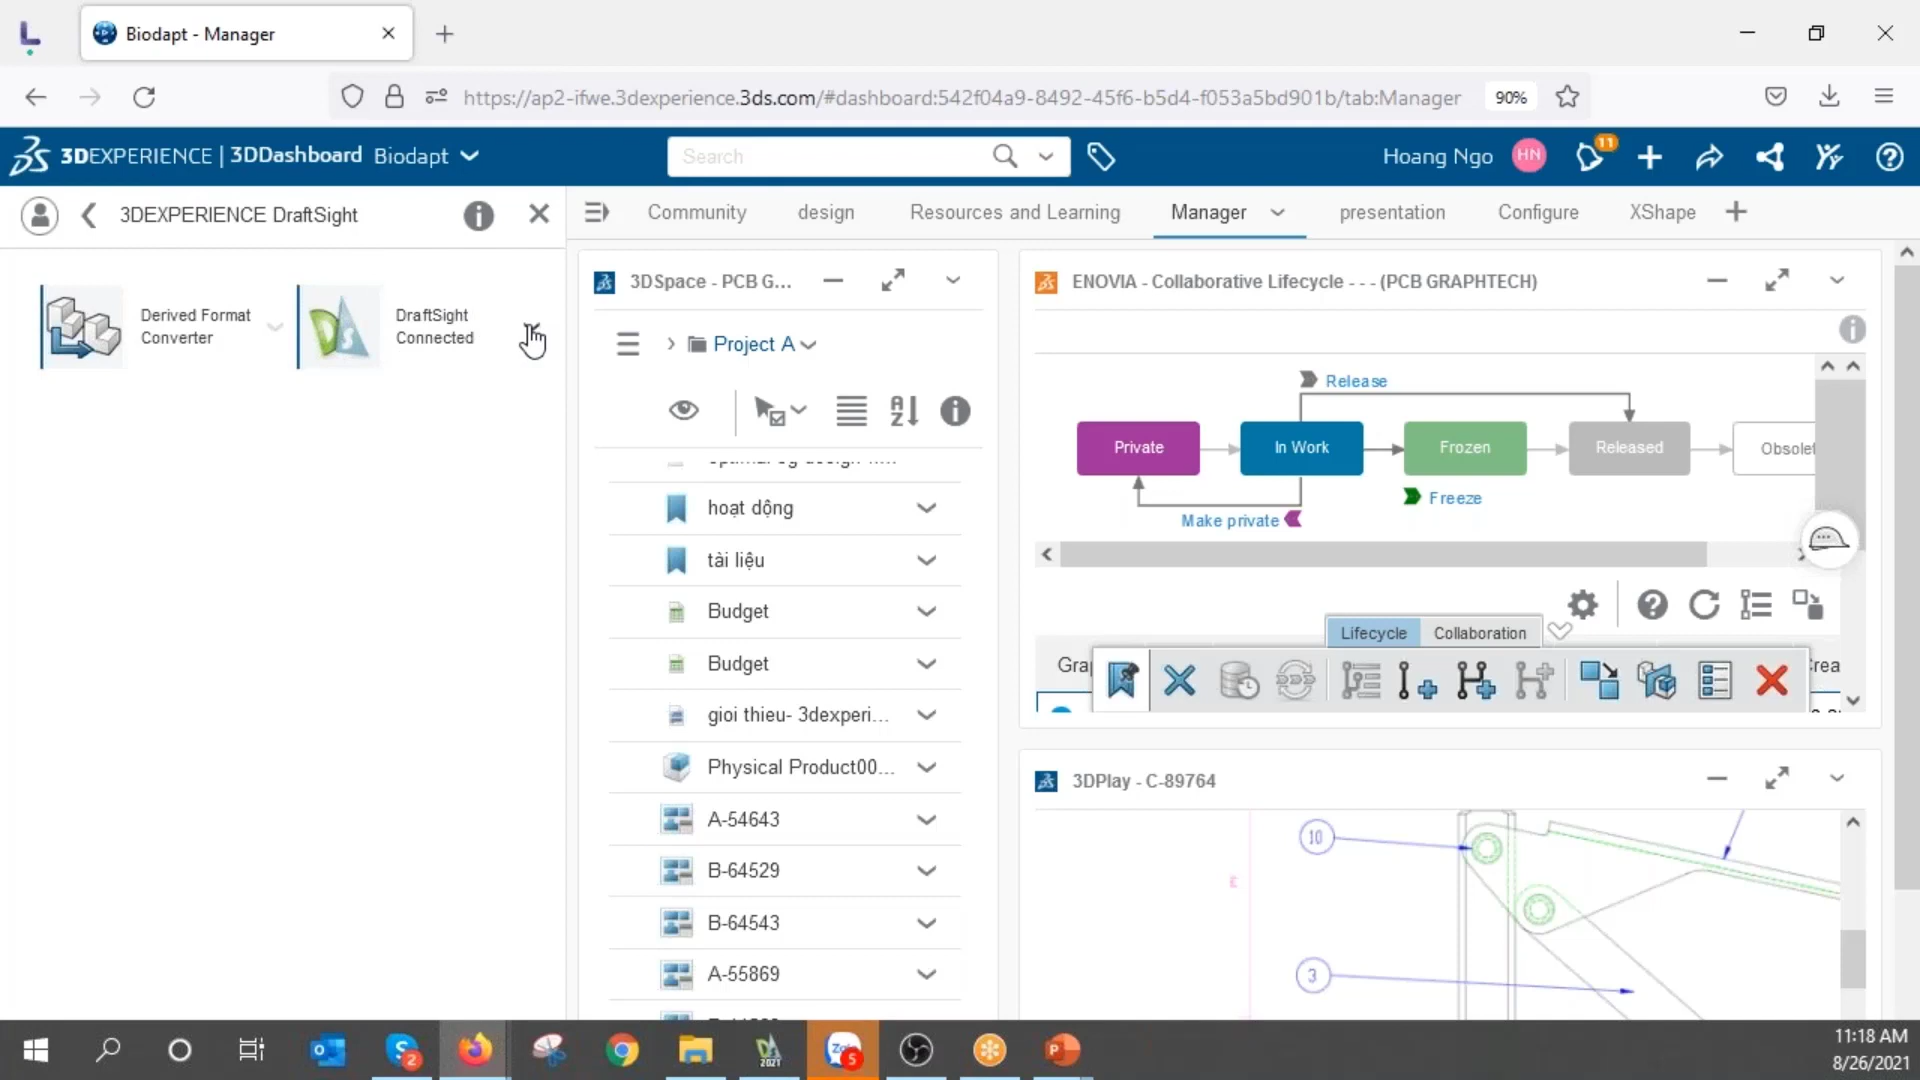 Biodapt - Manager
https://ap2-ifwe.3dexperience.3ds.com/#dashboard:542f04a9-8492-45f6-b5d4-f053a5bd901b/tab:Manager
90%
3DEXPERIENCE | 3DDashboard Biodapt
Search
Hoang Ngo
HN
11
3DEXPERIENCE DraftSight
Community
design
Resources and Learning
Manager
presentation
Configure
XShape
Derived Format
Converter
DraftSight
Connected
3DSpace - PCB G...
Project A
hoạt động
tài liệu
Budget
Budget
gioi thieu- 3dexperi...
Physical Product00...
A-54643
B-64529
B-64543
A-55869
ENOVIA - Collaborative Lifecycle - - - (PCB GRAPHTECH)
Release
Private
In Work
Frozen
Released
Obsolet
Freeze
Make private
Lifecycle
Collaboration
3DPlay - C-89764
10
3
2021
2
5
11:18 AM
8/26/2021